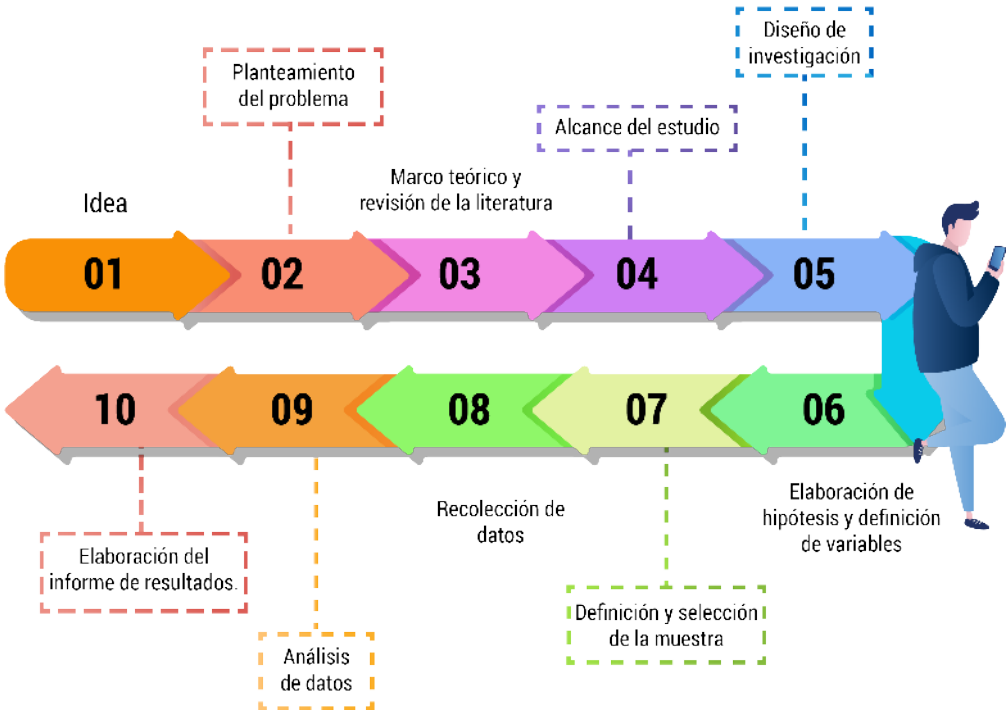 Idea
01
Planteamiento
del problema
02
Marco teórico y
revisión de la literatura
03
Alcance del estudio
04
Diseño de
investigación
05
06
Elaboración de
hipótesis y definición
de variables
07
Definición y selección
de la muestra
08
Recolección de
datos
09
Análisis
de datos
10
Elaboración del
informe de resultados.